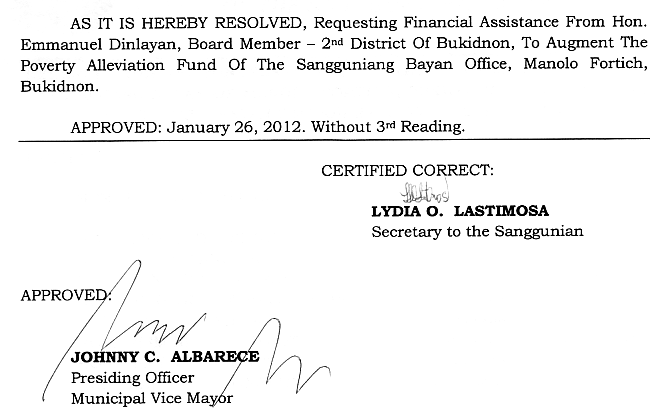 AS IT IS HEREBY RESOLVED, Requesting Financial Assistance From Hon.
Emmanuel Dinlayan, Board Member – 2nd District Of Bukidnon, To Augment The
Poverty Alleviation Fund Of The Sangguniang Bayan Office, Manolo Fortich,
Bukidnon.
APPROVED: January 26, 2012. Without 3rd Reading.
CERTIFIED CORRECT:
LYDIA O. LASTIMOSA
Secretary to the Sanggunian
APPROVED:
JOHNNY C. ALBARECE
Presiding Officer
Municipal Vice Mayor